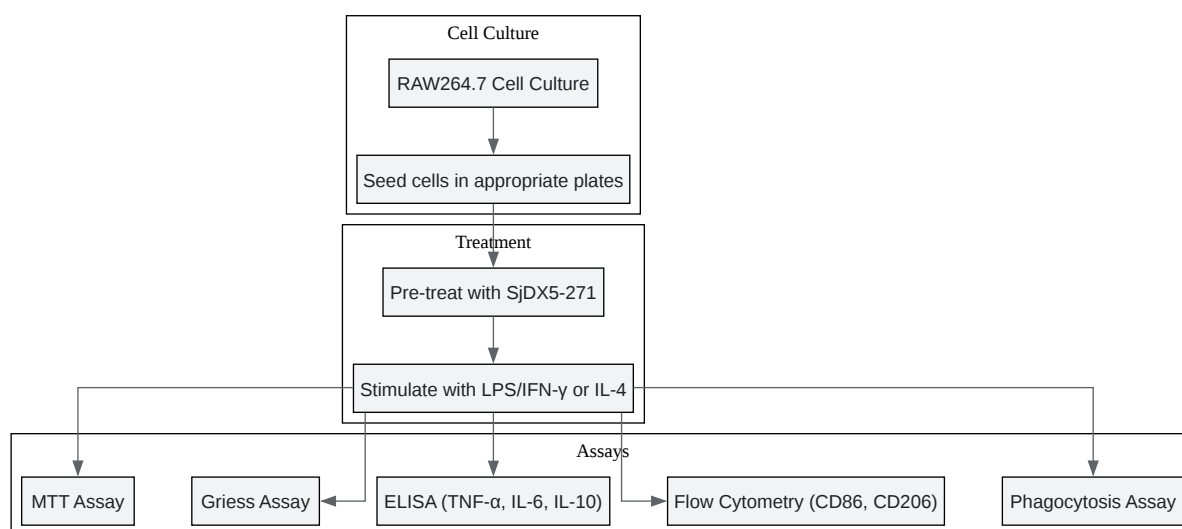 Cell Culture
RAW264.7 Cell Culture
Seed cells in appropriate plates
Treatment
Pre-treat with SjDX5-271
Stimulate with LPS/IFN-γ or IL-4
Assays
MTT Assay
Griess Assay
ELISA (TNF-α, IL-6, IL-10)
Flow Cytometry (CD86, CD206)
Phagocytosis Assay